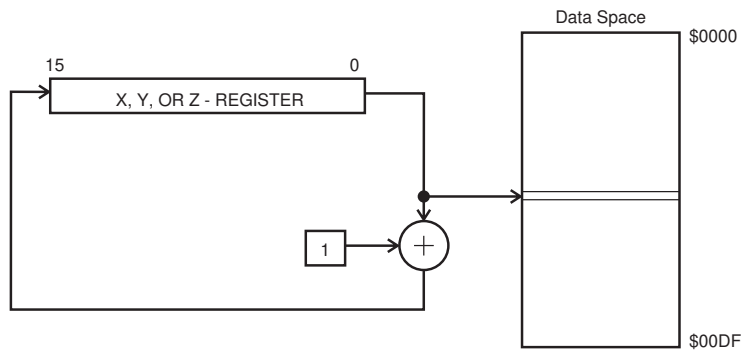 Data Space
$0000
15
0
X, Y, OR Z - REGISTER
1
+
$00DF